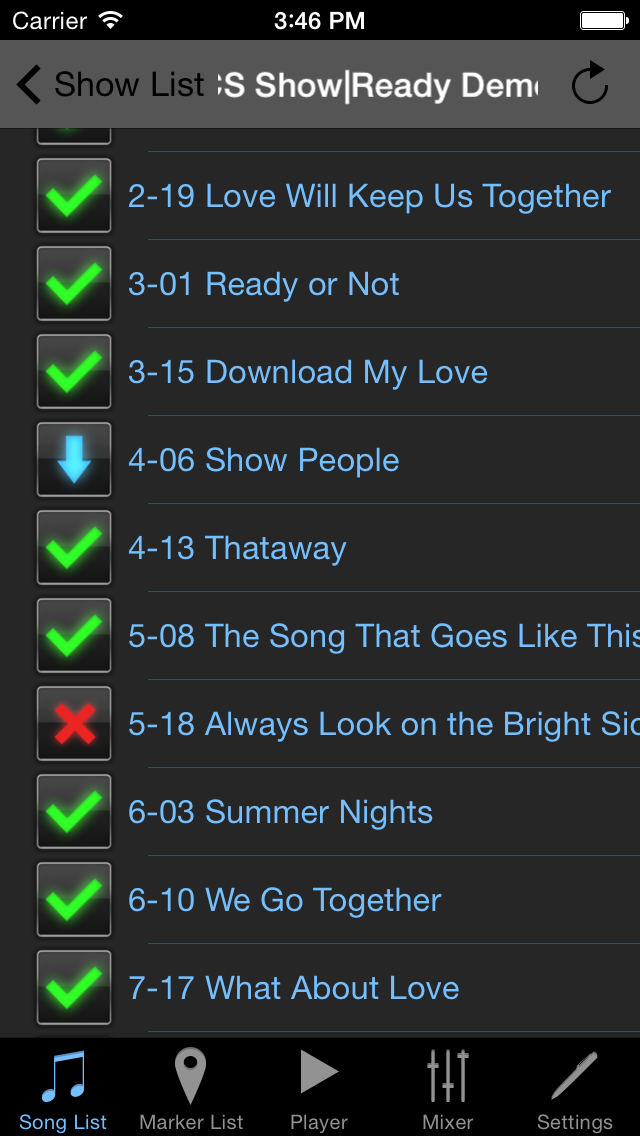 Carrier 3:46 PM
Show List CS Show|Ready Demo
2-19 Love Will Keep Us Together
3-01 Ready or Not
3-15 Download My Love
4-06 Show People
4-13 Thataway
5-08 The Song That Goes Like This
5-18 Always Look on the Bright Sid
6-03 Summer Nights
6-10 We Go Together
7-17 What About Love
Song List Marker List Player Mixer Settings